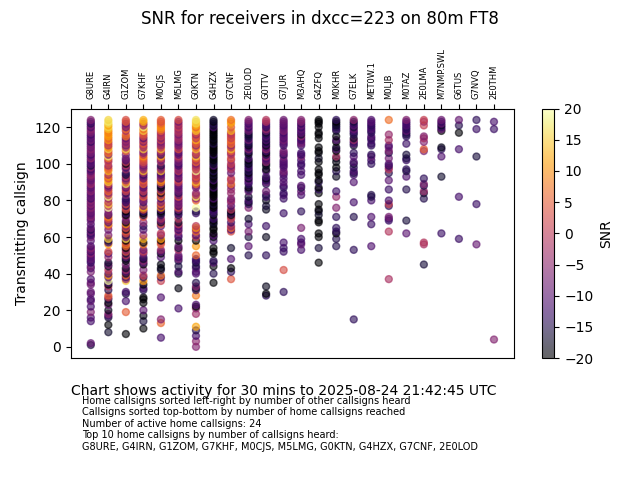 SNR for receivers in dxcc=223 on 80m FT8
G8URE G4IRN G1ZOM G7KHF M0CJS M5LMG G0KTN G4HZX G7CNF 2E0LOD G0TTV G7JUR M3AHQ G4ZFQ M0KHR G7ELK MET0W.1 M0LJB M0TAZ 2E0LMA M7NMP.SWL G6TUS G7NVQ 2E0THM
Transmitting callsign
120
100
80
60
40
20
0
20
15
10
5
0
−5
−10
−15
−20
SNR
Chart shows activity for 30 mins to 2025-08-24 21:42:45 UTC
Home callsigns sorted left-right by number of other callsigns heard
Callsigns sorted top-bottom by number of home callsigns reached
Number of active home callsigns: 24
Top 10 home callsigns by number of callsigns heard:
G8URE, G4IRN, G1ZOM, G7KHF, M0CJS, M5LMG, G0KTN, G4HZX, G7CNF, 2E0LOD